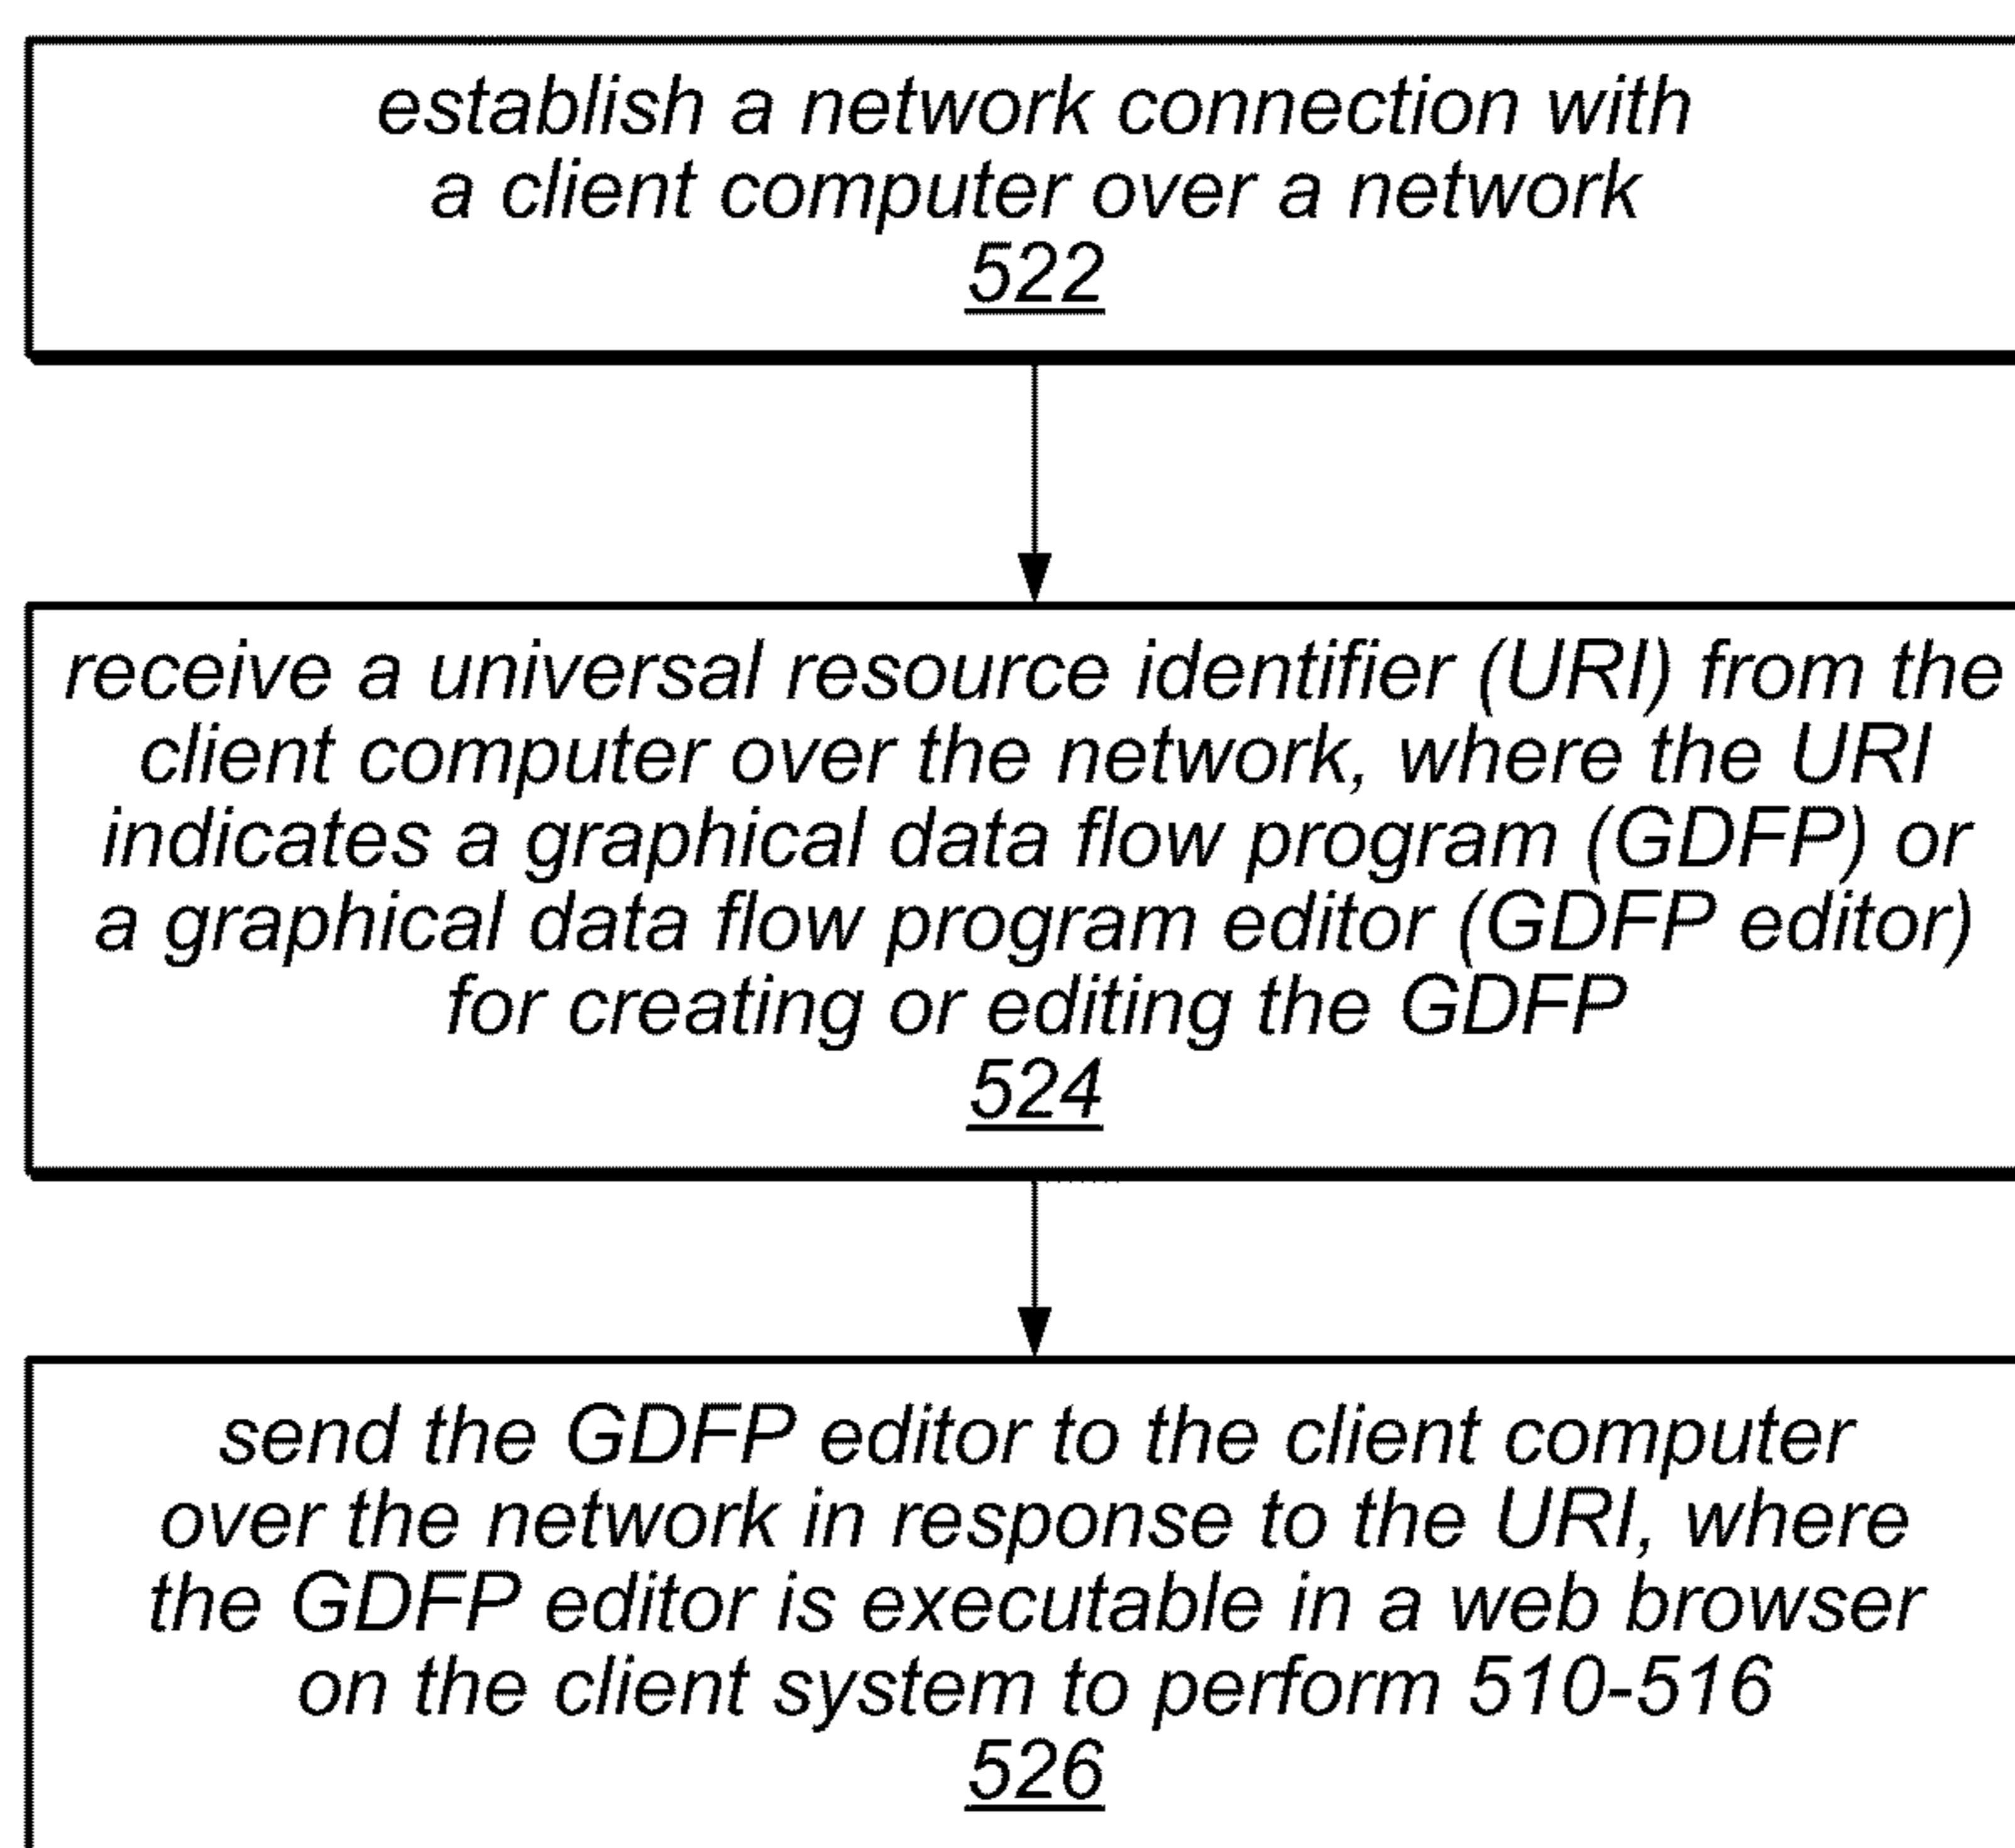 establish a network connection with
a client computer over a network
522
receive a universal resource identifier (URI) from the
client computer over the network, where the URI
indicates a graphical data flow program (GDFP) or
a graphical data flow program editor (GDFP editor)
for creating or editing the GDFP
524
send the GDFP editor to the client computer
over the network in response to the URI, where
the GDFP editor is executable in a web browser
on the client system to perform 510-516
526